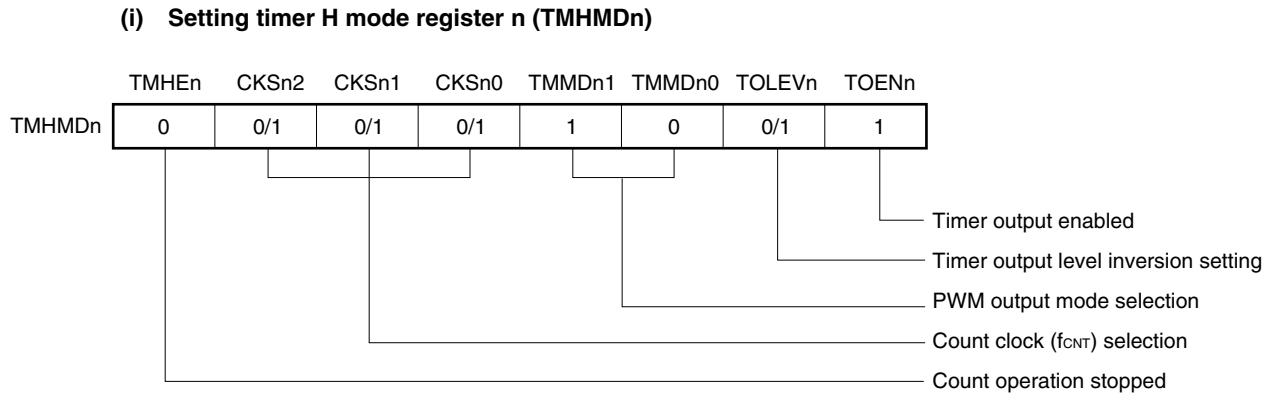 (i) Setting timer H mode register n (TMHMDn)
TMHEn CKSn2 CKSn1 CKSn0 TMMDn1 TMMDn0 TOLEVn TOENn
TMHMDn 0 0/1 0/1 0/1 1 0 0/1 1
Timer output enabled
Timer output level inversion setting
PWM output mode selection
Count clock (fCNT) selection
Count operation stopped